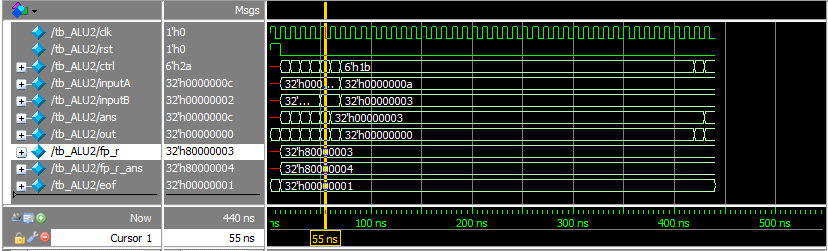 Msgs
/tb_ALU2/clk 1'h0
/tb_ALU2/rst 1'h0
/tb_ALU2/ctrl 6'h2a 6'h1b
/tb_ALU2/inputA 32'h0000000c 32'h000... 32'h0000000a
/tb_ALU2/inputB 32'h00000002 32'... 32'h00000003
/tb_ALU2/ans 32'h0000000c 32'h00000003
/tb_ALU2/out 32'h00000000 32'h00000000
/tb_ALU2/fp_r 32'h80000003 32'h80000003
/tb_ALU2/fp_r_ans 32'h80000004 32'h80000004
/tb_ALU2/eof 32'h00000001 32'h00000001
Now 440 ns ns 100 ns 200 ns 300 ns 400 ns 500 ns
Cursor 1 55 ns 55 ns